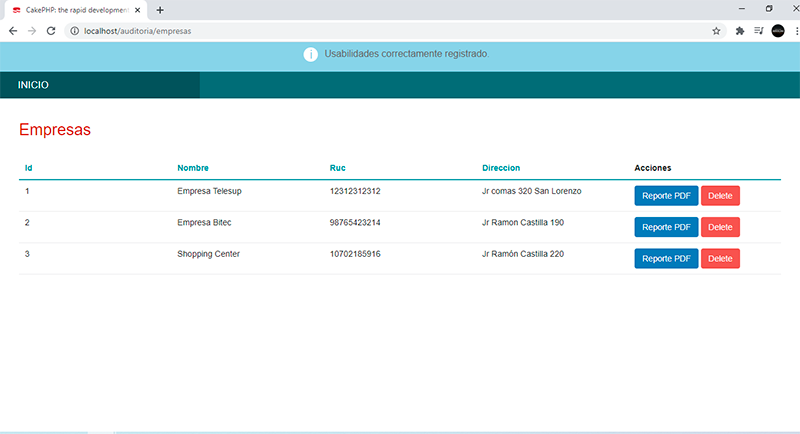 CakePHP: the rapid development
localhost/auditoria/empresas
Usabilidades correctamente registrado.
INICIO
Empresas
Id Nombre Ruc Direccion Acciones
1 Empresa Telesup 12312312312 Jr comas 320 San Lorenzo Reporte PDF Delete
2 Empresa Bitec 98765423214 Jr Ramon Castilla 190 Reporte PDF Delete
3 Shopping Center 10702185916 Jr Ramón Castilla 220 Reporte PDF Delete